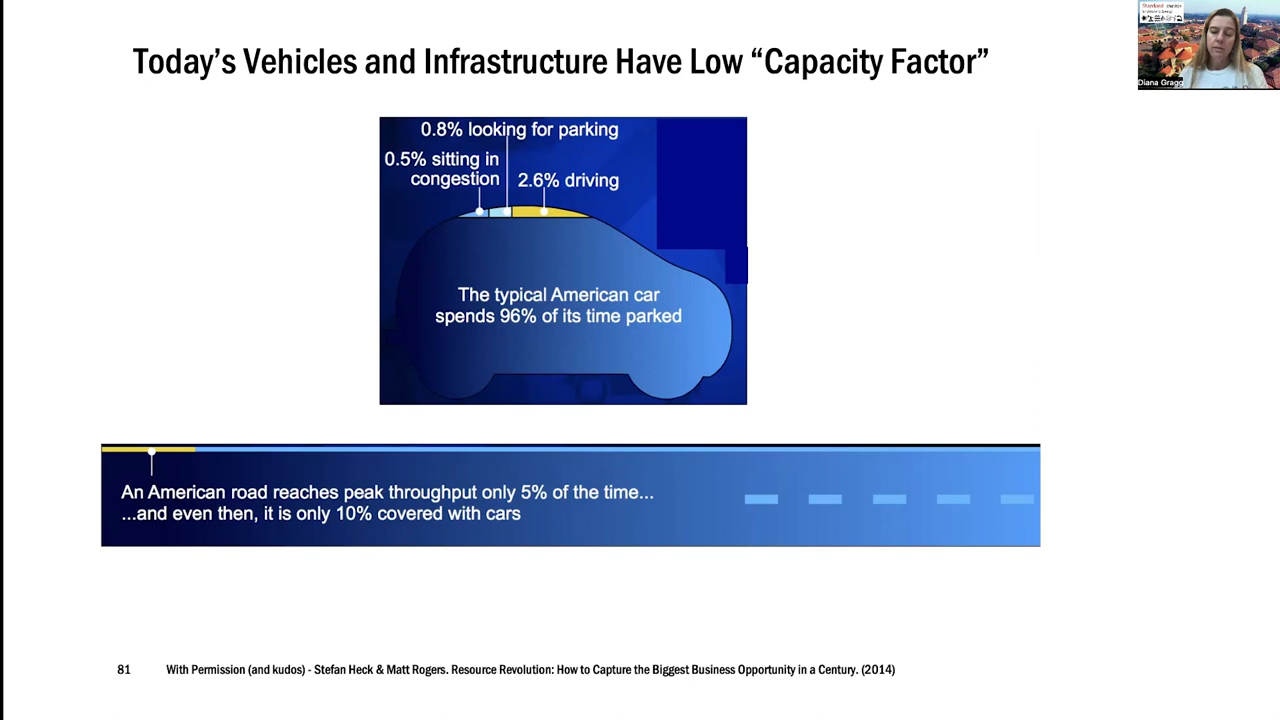 Today's Vehicles and Infrastructure Have Low “Capacity Factor”
Stanford ENERGY
Diana Gragg
0.8% looking for parking
0.5% sitting in
congestion
2.6% driving
The typical American car
spends 96% of its time parked
An American road reaches peak throughput only 5% of the time...
...and even then, it is only 10% covered with cars
81
With Permission (and kudos) - Stefan Heck & Matt Rogers. Resource Revolution: How to Capture the Biggest Business Opportunity in a Century. (2014)